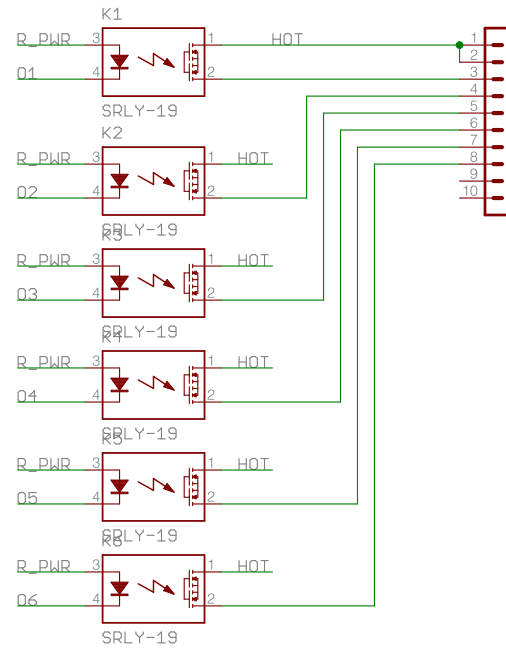 K1
R_PWR 3 1 HOT 1
2
O1 4 2 3
SRLY-19 4
K2 5
6
7
R_PWR 3 1 HOT 8
9
O2 4 2 10
SRLY-19
K3
R_PWR 3 1 HOT
O3 4 2
SRLY-19
K4
R_PWR 3 1 HOT
O4 4 2
SRLY-19
K5
R_PWR 3 1 HOT
O5 4 2
SRLY-19
K6
R_PWR 3 1 HOT
O6 4 2
SRLY-19